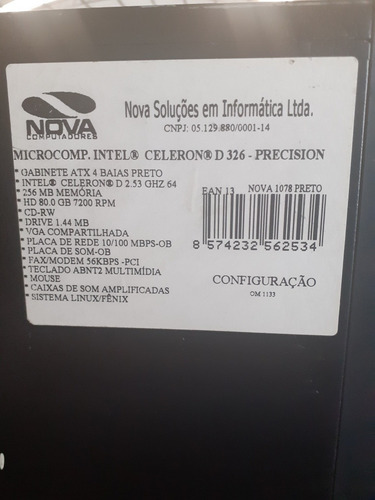 NOVA
COMPUTADORES
Nova Soluções em Informática Ltda.
CNPJ: 05.129.880/0001-14
MICROCOMP. INTEL® CELERON® D 326 - PRECISION
* GABINETE ATX 4 BAIAS PRETO
* INTEL® CELERON® D 2.53 GHZ 64
* 256 MB MEMÓRIA
* HD 80.0 GB 7200 RPM
* CD-RW
* DRIVE 1.44 MB
* VGA COMPARTILHADA
* PLACA DE REDE 10/100 MBPS-OB
* PLACA DE SOM-OB
* FAX/MODEM 56KBPS -PCI
* TECLADO ABNT2 MULTIMÍDIA
* MOUSE
* CAIXAS DE SOM AMPLIFICADAS
* SISTEMA LINUX/FÊNIX
EAN 13 NOVA 1078 PRETO
8 574232 562534
CONFIGURAÇÃO
OM 1133